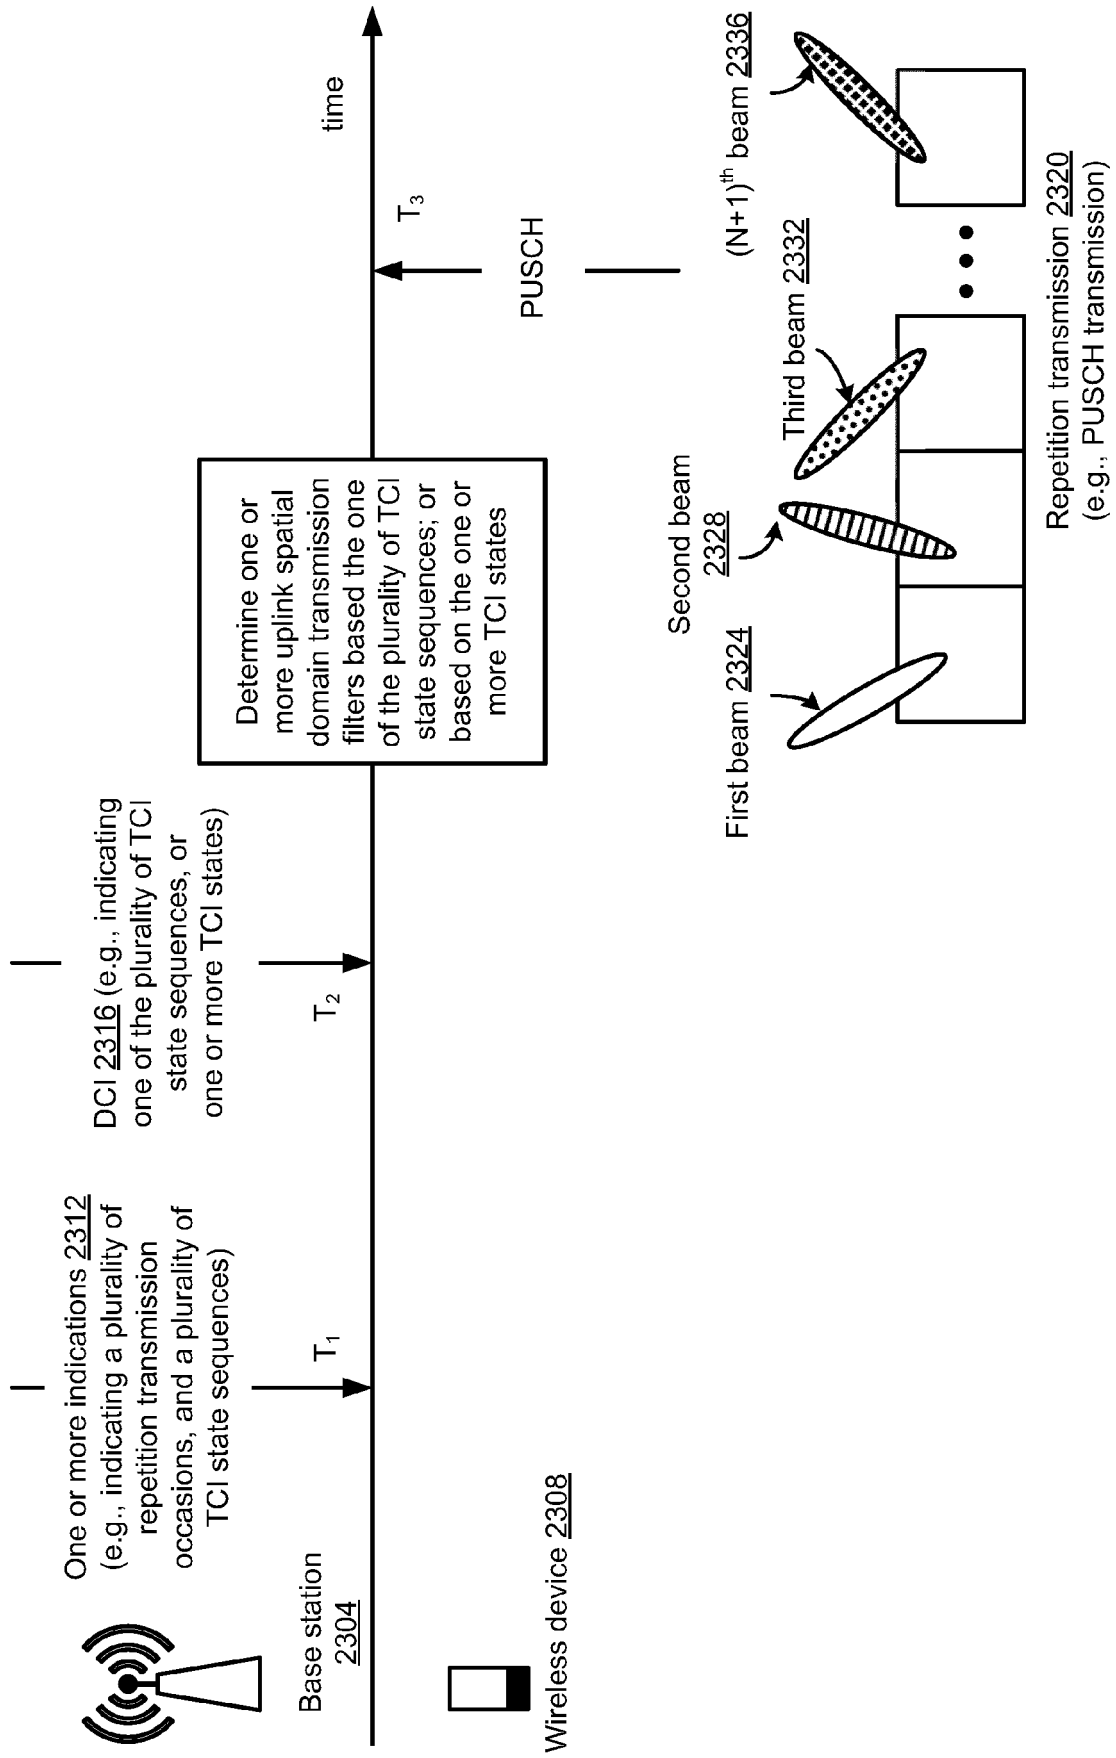 One or more indications 2312
(e.g., indicating a plurality of
repetition transmission
occasions, and a plurality of
TCI state sequences)
DCI 2316 (e.g., indicating
one of the plurality of TCI
state sequences, or
one or more TCI states)
Base station
2304
T1
T2
Determine one or
more uplink spatial
domain transmission
filters based the one
of the plurality of TCI
state sequences; or
based on the one or
more TCI states
time
T3
Wireless device 2308
PUSCH
First beam 2324
Second beam
2328
Third beam 2332
(N+1)th beam 2336
Repetition transmission 2320
(e.g., PUSCH transmission)